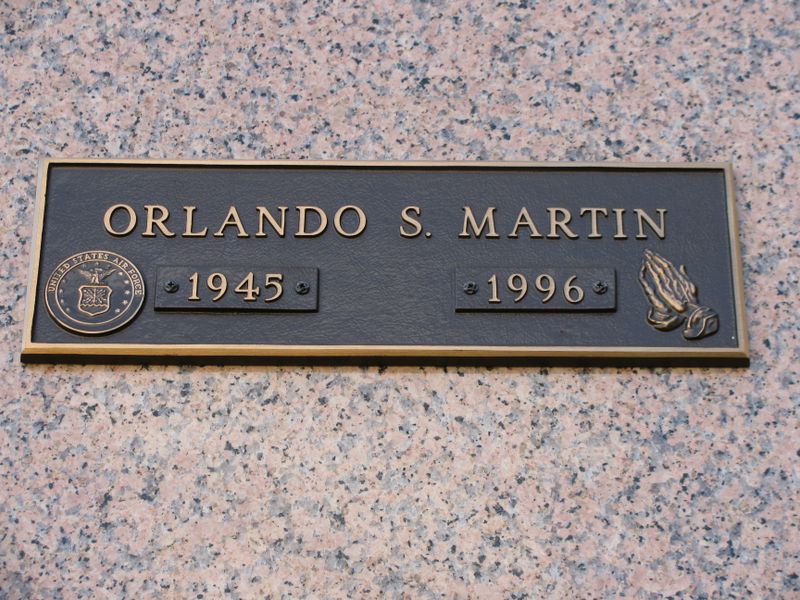 ORLANDO S. MARTIN
1945 1996
UNITED STATES AIR FORCE